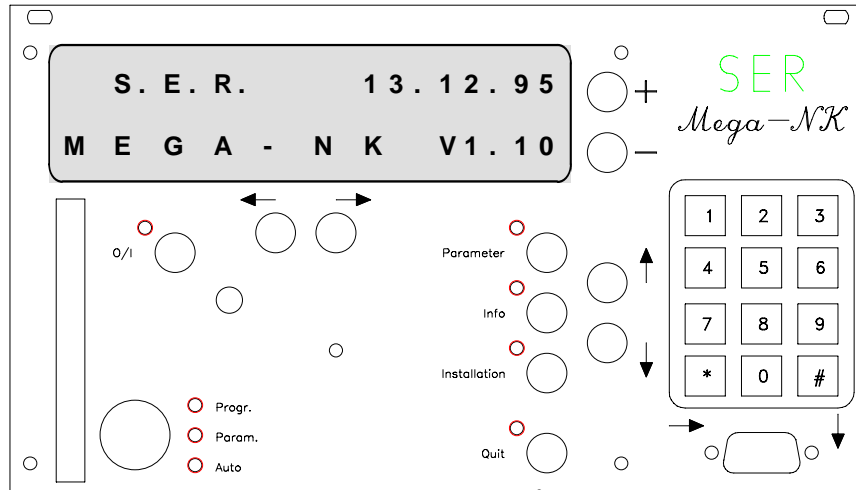 S.E.R. 13.12.95
MEGA-NK V1.10
+
−
SER
Mega-NK
0/I
Parameter
Info
Installation
Quit
Progr.
Param.
Auto
1 2 3
4 5 6
7 8 9
* 0 #